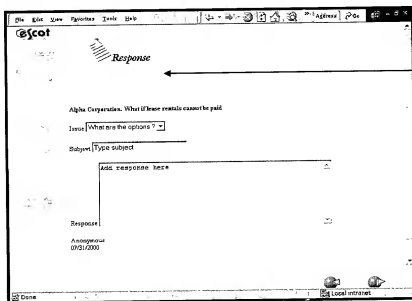 File Edit View Favorites Tools Help Address Go
eScot
Response
Alpha Corporation. What if lease rentals cannot be paid
Issue What are the options ?
Subject Type subject
Add response here
Response
Anonymous
07/31/2000
Done Local intranet